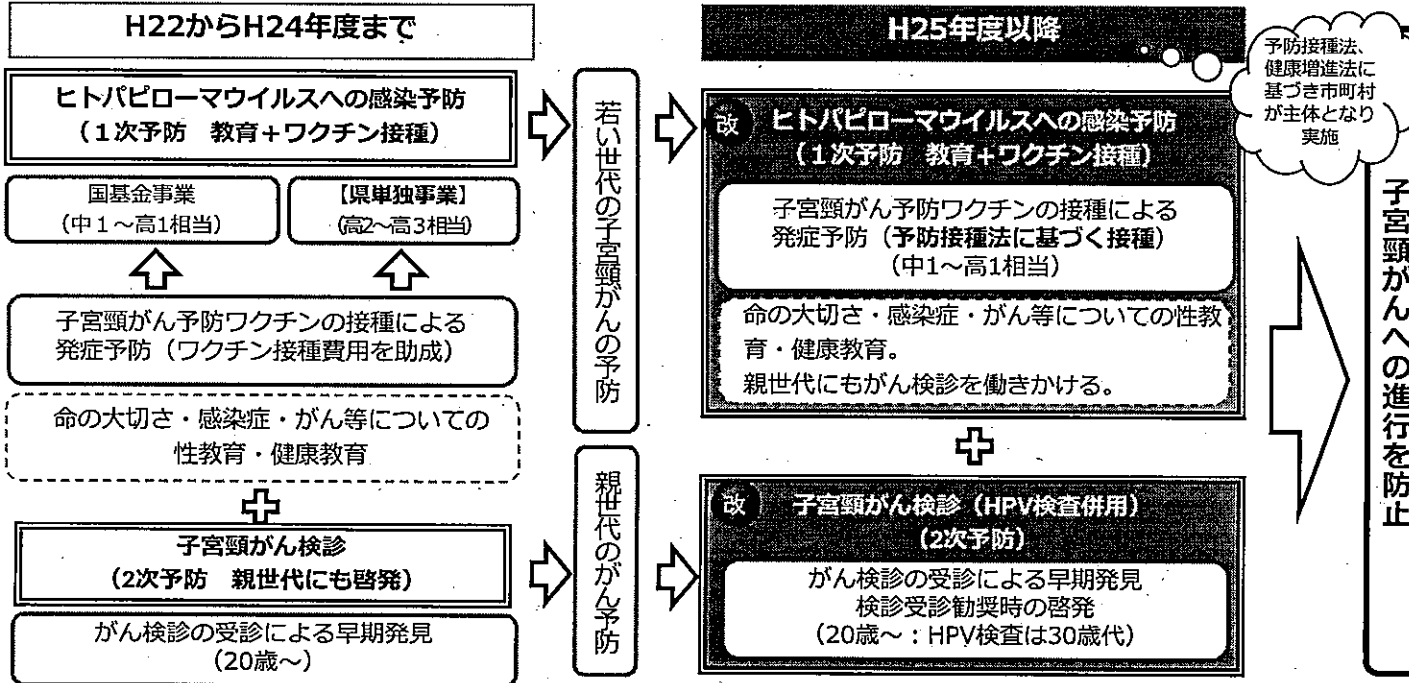 H22からH24年度まで
ヒトパピローマウイルスへの感染予防
(１次予防　教育+ワクチン接種)
国基金事業
(中１～高1相当)
【県単独事業】
(高2～高３相当)
子宮頸がん予防ワクチンの接種による
発症予防（ワクチン接種費用を助成）
命の大切さ・感染症・がん等についての
性教育・健康教育
子宮頸がん検診
(2次予防　親世代にも啓発)
がん検診の受診による早期発見
(20歳～)
若い世代の子宮頸がんの予防
親世代のがん予防
H25年度以降
改
ヒトパピローマウイルスへの感染予防
(１次予防　教育+ワクチン接種)
子宮頸がん予防ワクチンの接種による
発症予防（予防接種法に基づく接種）
(中1～高1相当)
命の大切さ・感染症・がん等についての性教
育・健康教育。
親世代にもがん検診を働きかける。
改
子宮頸がん検診（HPV検査併用）
(2次予防)
がん検診の受診による早期発見
検診受診勧奨時の啓発
(20歳～：HPV検査は30歳代)
予防接種法、
健康増進法に
基づき市町村
が主体となり
実施
子宮頸がんへの進行を防止